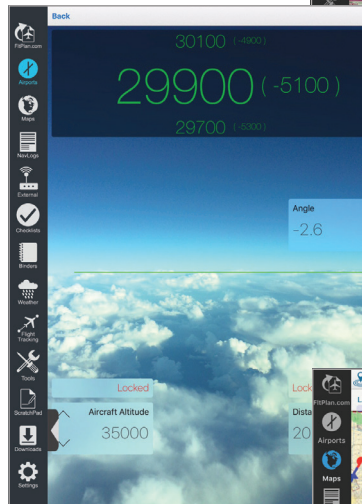 Back
FltPlan.com
Airports
Maps
NavLogs
External
Checklists
Binders
Weather
Flight
Tracking
Tools
ScratchPad
Downloads
Settings
30100 (-4900)
29900 (-5100)
29700 (-5300)
Angle
-2.6
Locked
Aircraft Altitude
35000
Lock
Dista
20
FltPlan.com
Airports
Maps
L